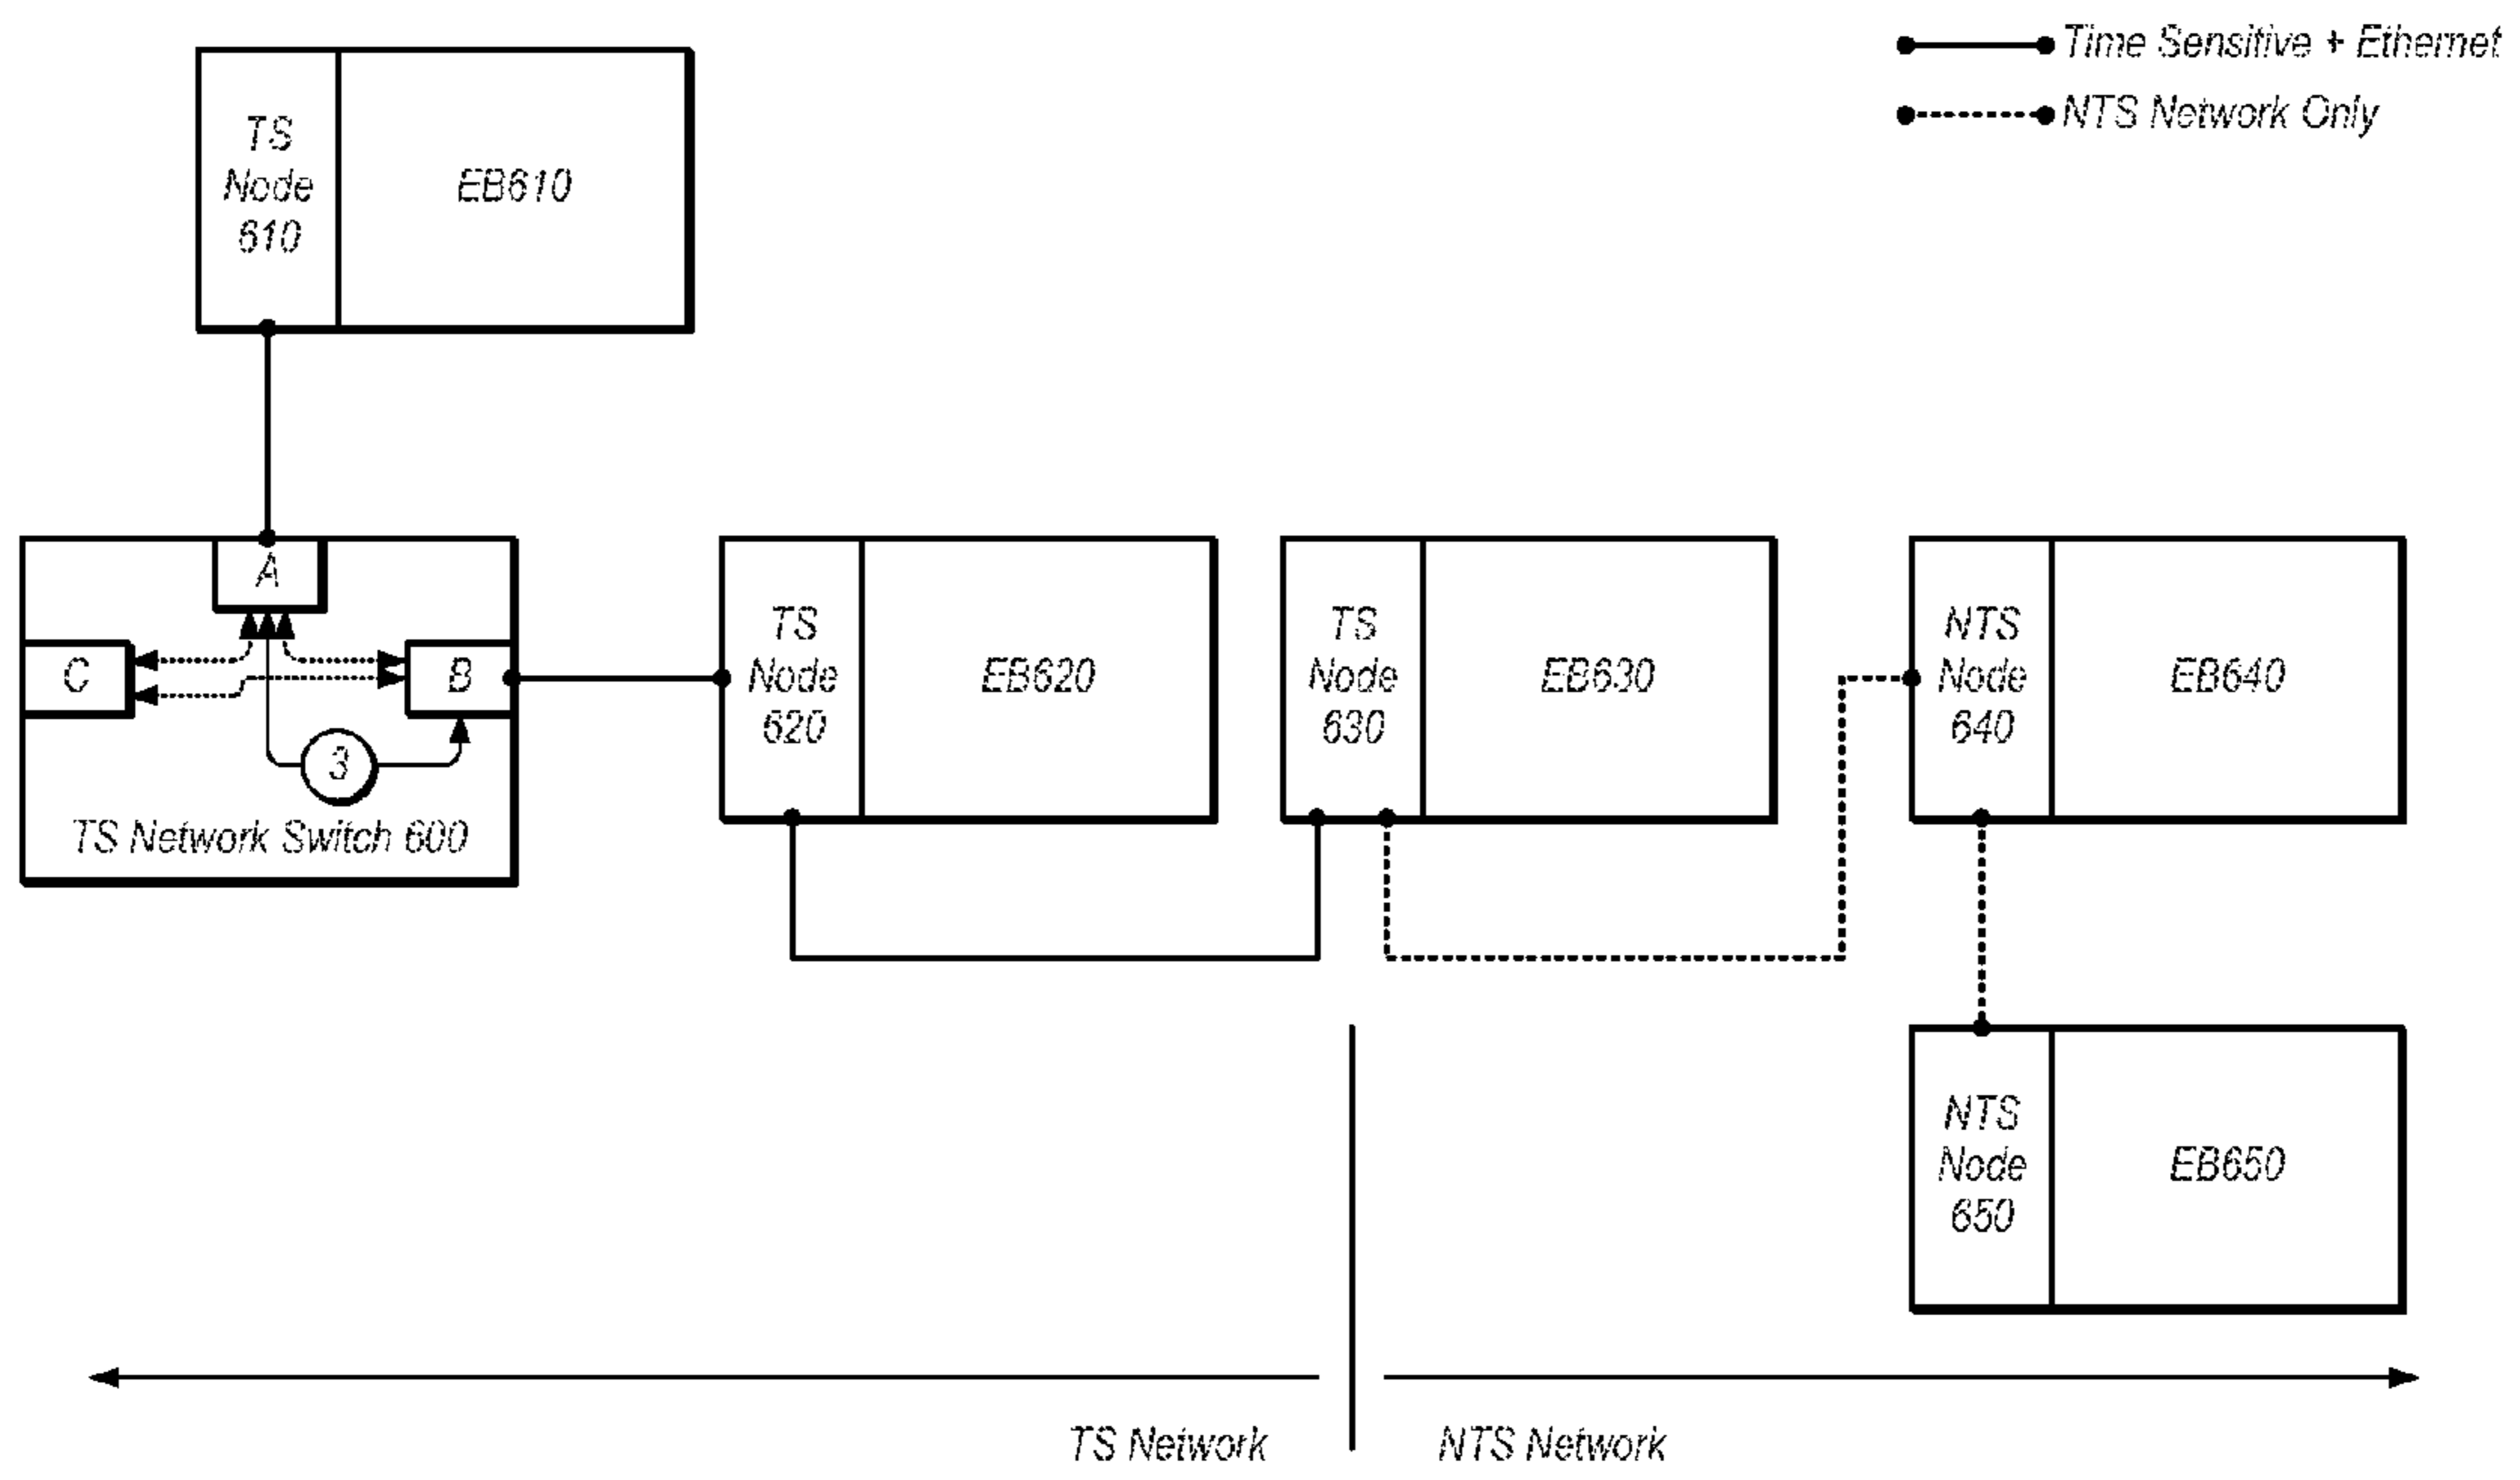 Time Sensitive + Ethernet
NTS Network Only
TS
Node
610
EB610
A
C
B
3
TS Network Switch 600
TS
Node
620
EB620
TS
Node
630
EB630
NTS
Node
640
EB640
NTS
Node
650
EB650
TS Network
NTS Network